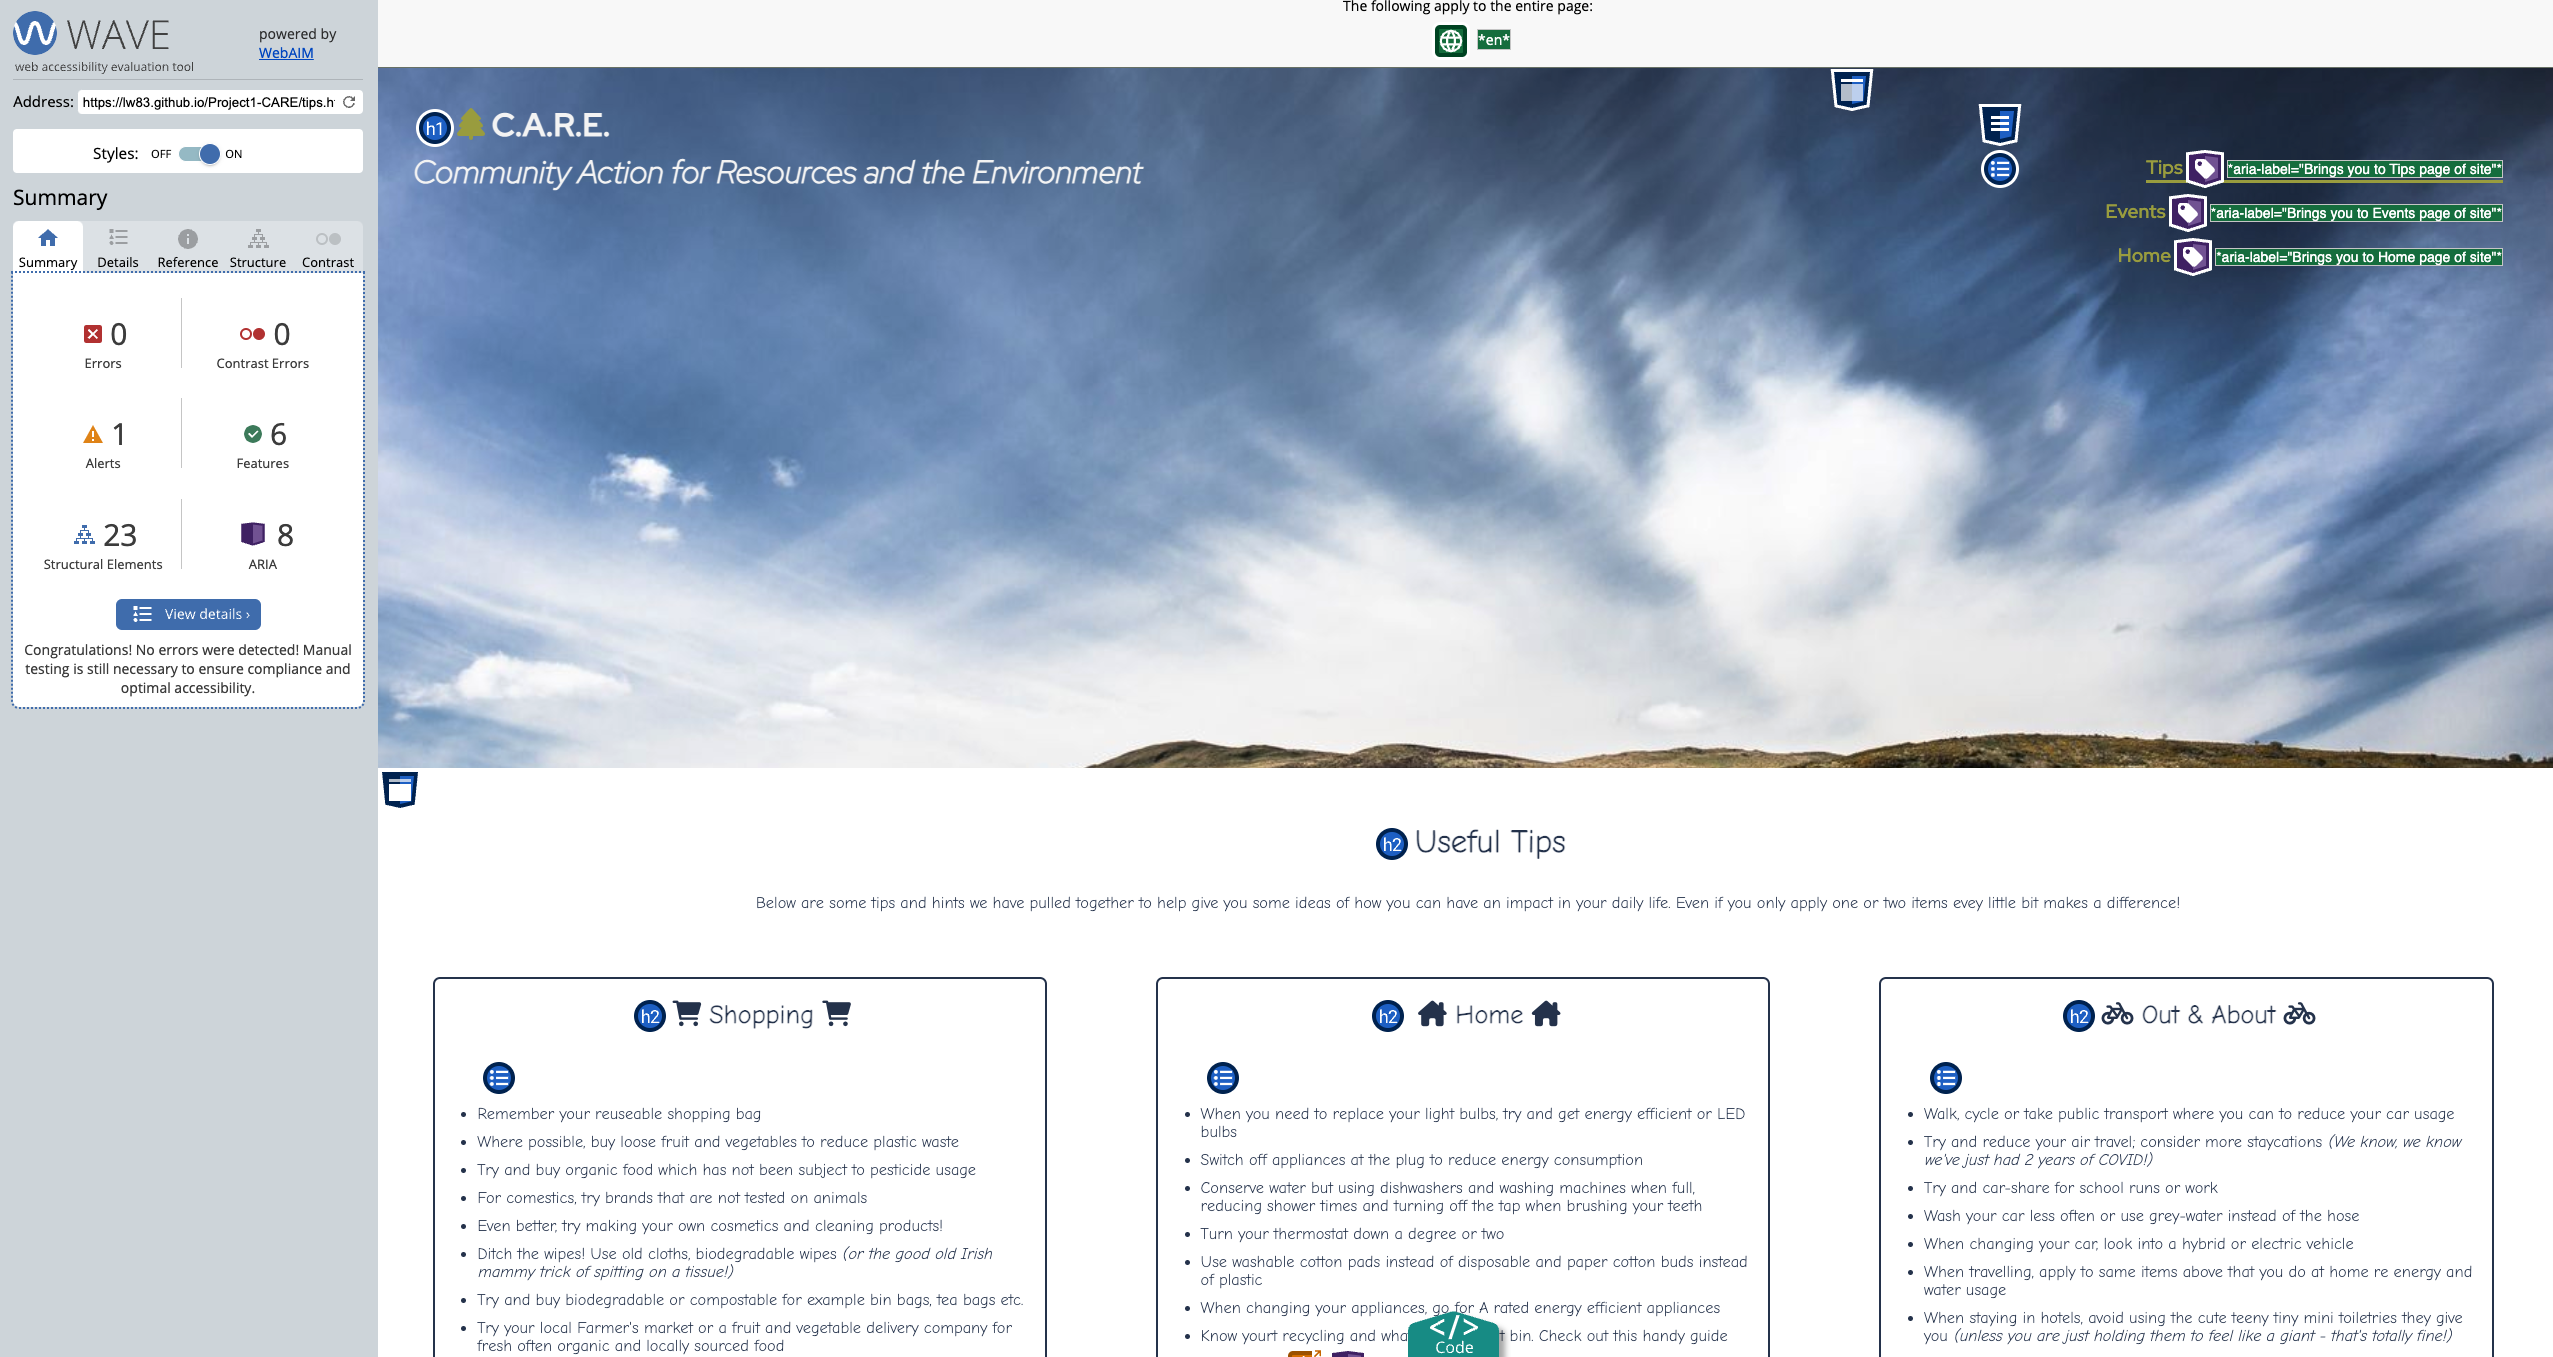 WAVE
web accessibility evaluation tool
powered by
WebAIM
Address: https://lw83.github.io/Project1-CARE/tips.h
Styles: OFF ON
Summary
Summary Details Reference Structure Contrast
0
Errors
0
Contrast Errors
1
Alerts
6
Features
23
Structural Elements
8
ARIA
View details ›
Congratulations! No errors were detected! Manual
testing is still necessary to ensure compliance and
optimal accessibility.
The following apply to the entire page:
*en*
h1 C.A.R.E.
Community Action for Resources and the Environment
Tips *aria-label="Brings you to Tips page of site"*
Events *aria-label="Brings you to Events page of site"*
Home *aria-label="Brings you to Home page of site"*
h2 Useful Tips
Below are some tips and hints we have pulled together to help give you some ideas of how you can have an impact in your daily life. Even if you only apply one or two items evey little bit makes a difference!
h2 Shopping
Remember your reuseable shopping bag
Where possible, buy loose fruit and vegetables to reduce plastic waste
Try and buy organic food which has not been subject to pesticide usage
For comestics, try brands that are not tested on animals
Even better, try making your own cosmetics and cleaning products!
Ditch the wipes! Use old cloths, biodegradable wipes (or the good old Irish
mammy trick of spitting on a tissue!)
Try and buy biodegradable or compostable for example bin bags, tea bags etc.
Try your local Farmer's market or a fruit and vegetable delivery company for
fresh often organic and locally sourced food
h2 Home
When you need to replace your light bulbs, try and get energy efficient or LED
bulbs
Switch off appliances at the plug to reduce energy consumption
Conserve water but using dishwashers and washing machines when full,
reducing shower times and turning off the tap when brushing your teeth
Turn your thermostat down a degree or two
Use washable cotton pads instead of disposable and paper cotton buds instead
of plastic
When changing your appliances, go for A rated energy efficient appliances
Know yourt recycling and bin. Check out this handy guide
</> Code
h2 Out & About
Walk, cycle or take public transport where you can to reduce your car usage
Try and reduce your air travel; consider more staycations (We know, we know
we've just had 2 years of COVID!)
Try and car-share for school runs or work
Wash your car less often or use grey-water instead of the hose
When changing your car, look into a hybrid or electric vehicle
When travelling, apply to same items above that you do at home re energy and
water usage
When staying in hotels, avoid using the cute teeny tiny mini toiletries they give
you (unless you are just holding them to feel like a giant - that's totally fine!)